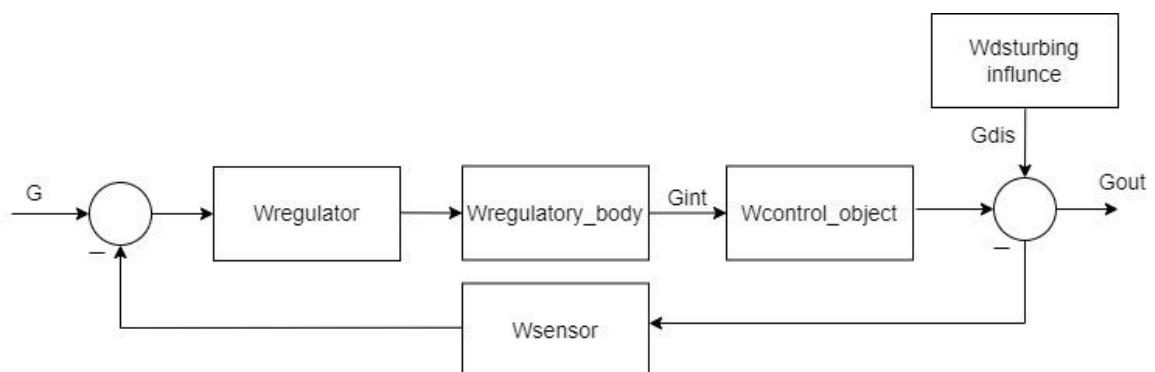 Wdsturbing
influnce
Gdis
G
Gout
Wregulator
Wregulatory_body
Gint
Wcontrol_object
–
–
Wsensor